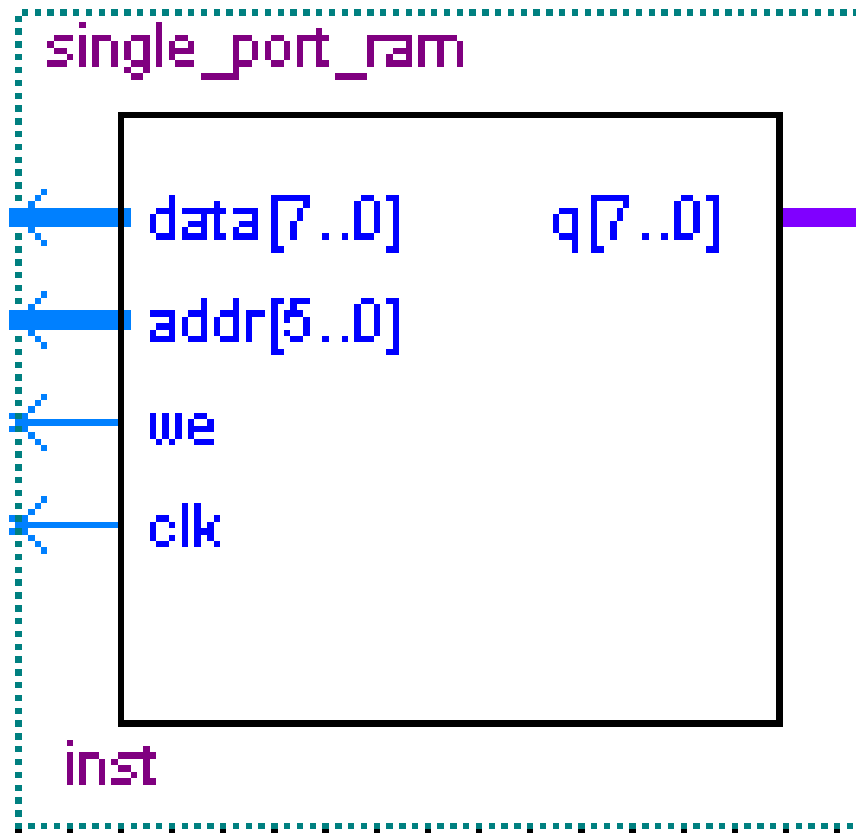 single_port_ram
data[7..0] q[7..0]
addr[5..0]
we
clk
inst